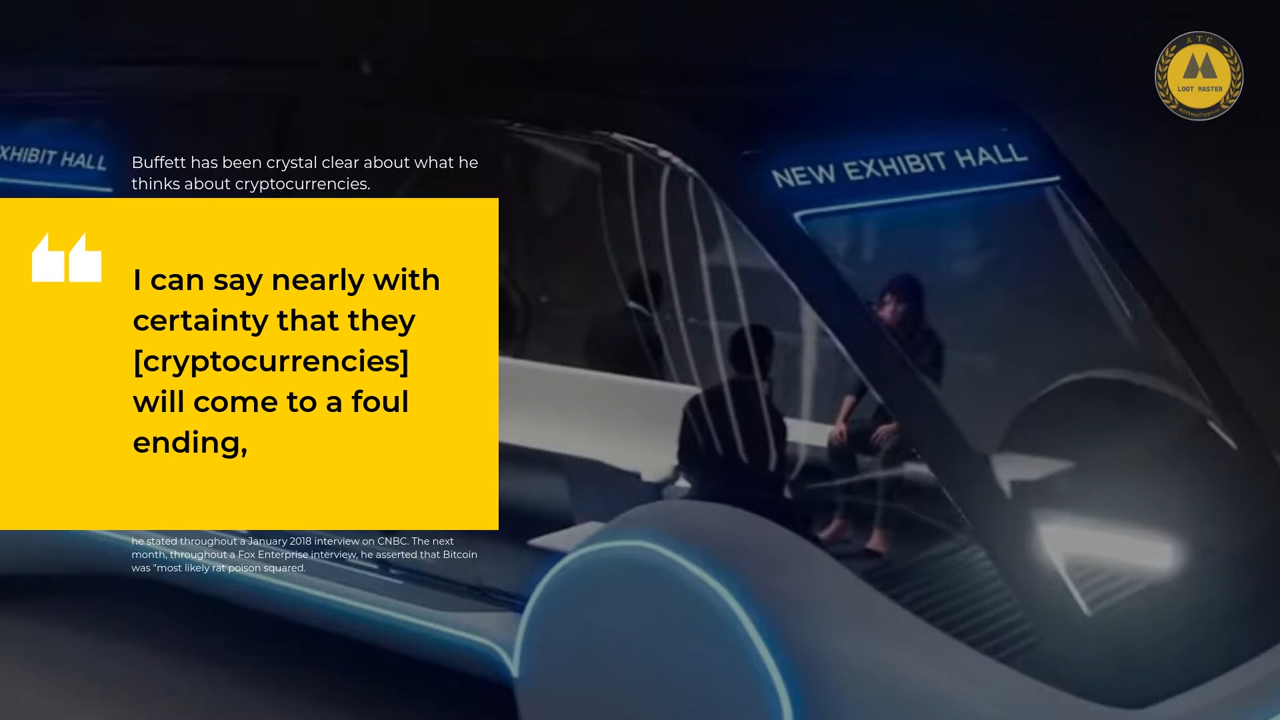 ATC
LOOT MASTER
XHIBIT HALL
NEW EXHIBIT HALL
Buffett has been crystal clear about what he
thinks about cryptocurrencies.
I can say nearly with
certainty that they
[cryptocurrencies]
will come to a foul
ending,
he stated throughout a January 2018 interview on CNBC. The next
month, throughout a Fox Enterprise interview, he asserted that Bitcoin
was "most likely rat poison squared.